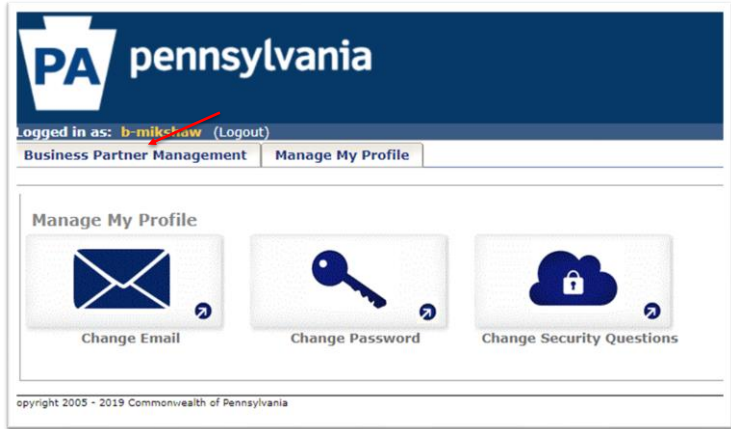 PA pennsylvania
Logged in as: b-mikshaw (Logout)
Business Partner Management Manage My Profile
Manage My Profile
Change Email Change Password Change Security Questions
opyright 2005 - 2019 Commonwealth of Pennsylvania